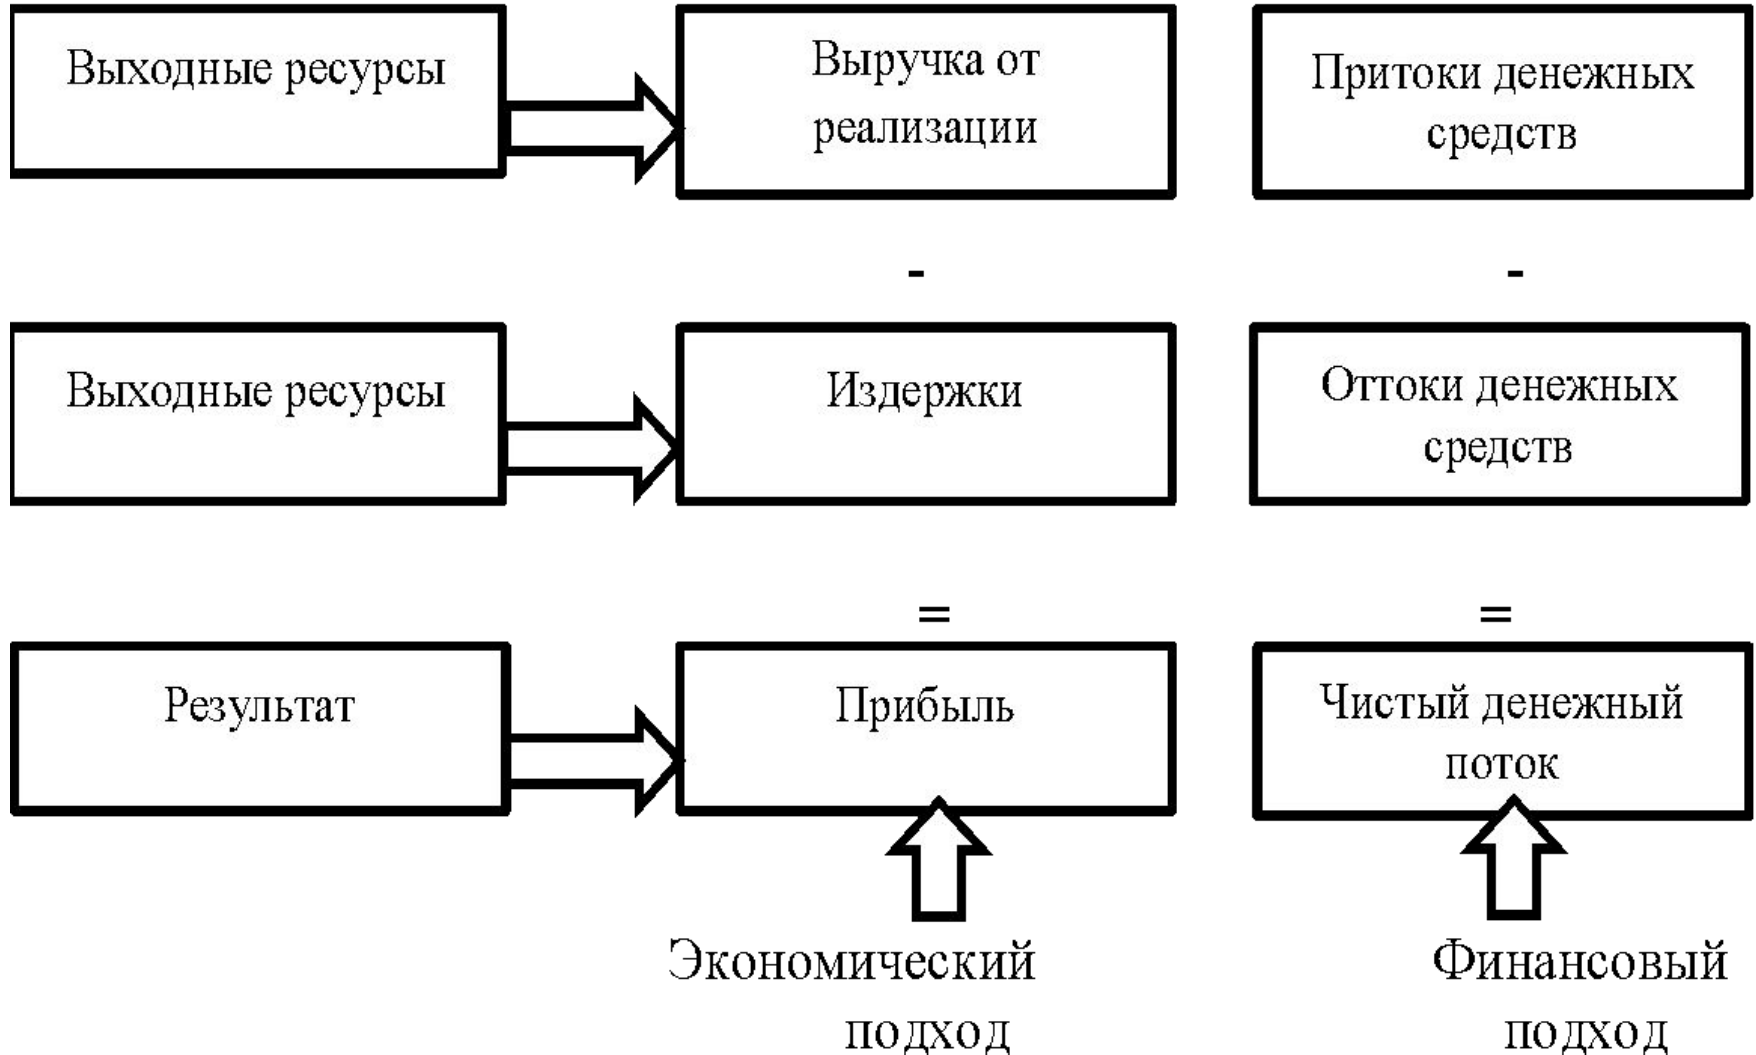 Выходные ресурсы
Выручка от
реализации
Притоки денежных
средств
-
-
Выходные ресурсы
Издержки
Оттоки денежных
средств
=
=
Результат
Прибыль
Чистый денежный
поток
Экономический
подход
Финансовый
подход